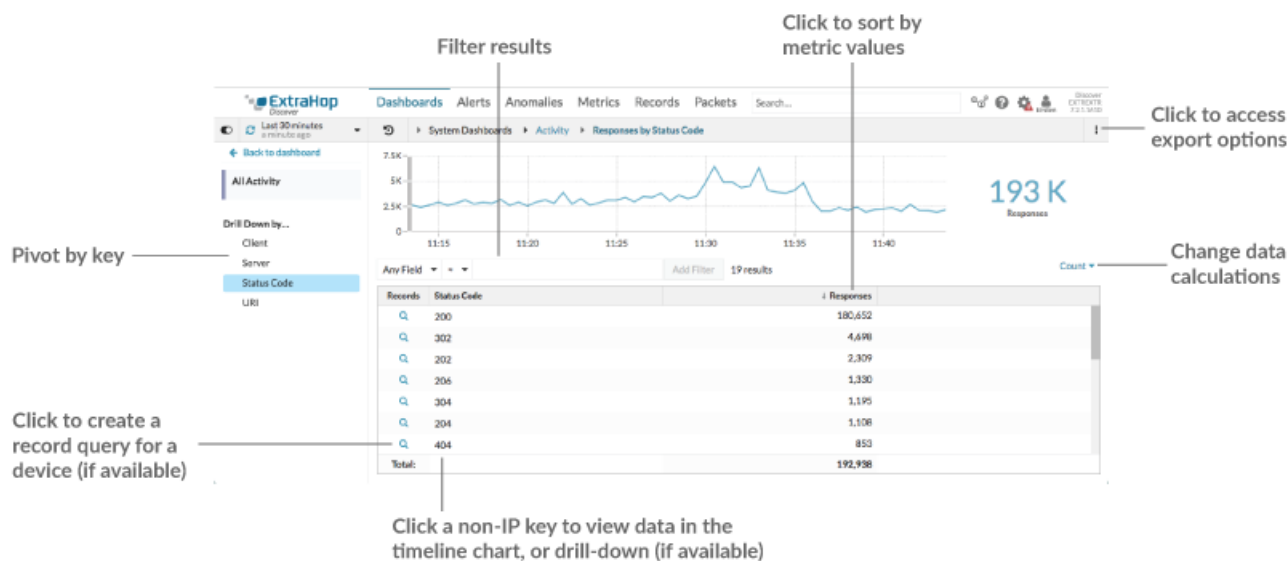 Click to sort by
metric values
Filter results
ExtraHop
Discover
Dashboards Alerts Anomalies Metrics Records Packets Search...
Discover
Click to access
export options
Last 30 minutes
a minute ago
System Dashboards Activity Responses by Status Code
Back to dashboard
All Activity
7.5K
5K
2.5K
0
11:15 11:20 11:25 11:30 11:35 11:40
193 K
Responses
Drill Down by...
Client
Server
Status Code
URI
Pivot by key
Change data
calculations
Any Field = Add Filter 19 results Count
Records Status Code ↓ Responses
200 180,652
302 4,698
202 2,309
206 1,330
304 1,195
204 1,108
404 853
Total: 192,938
Click to create a
record query for a
device (if available)
Click a non-IP key to view data in the
timeline chart, or drill-down (if available)